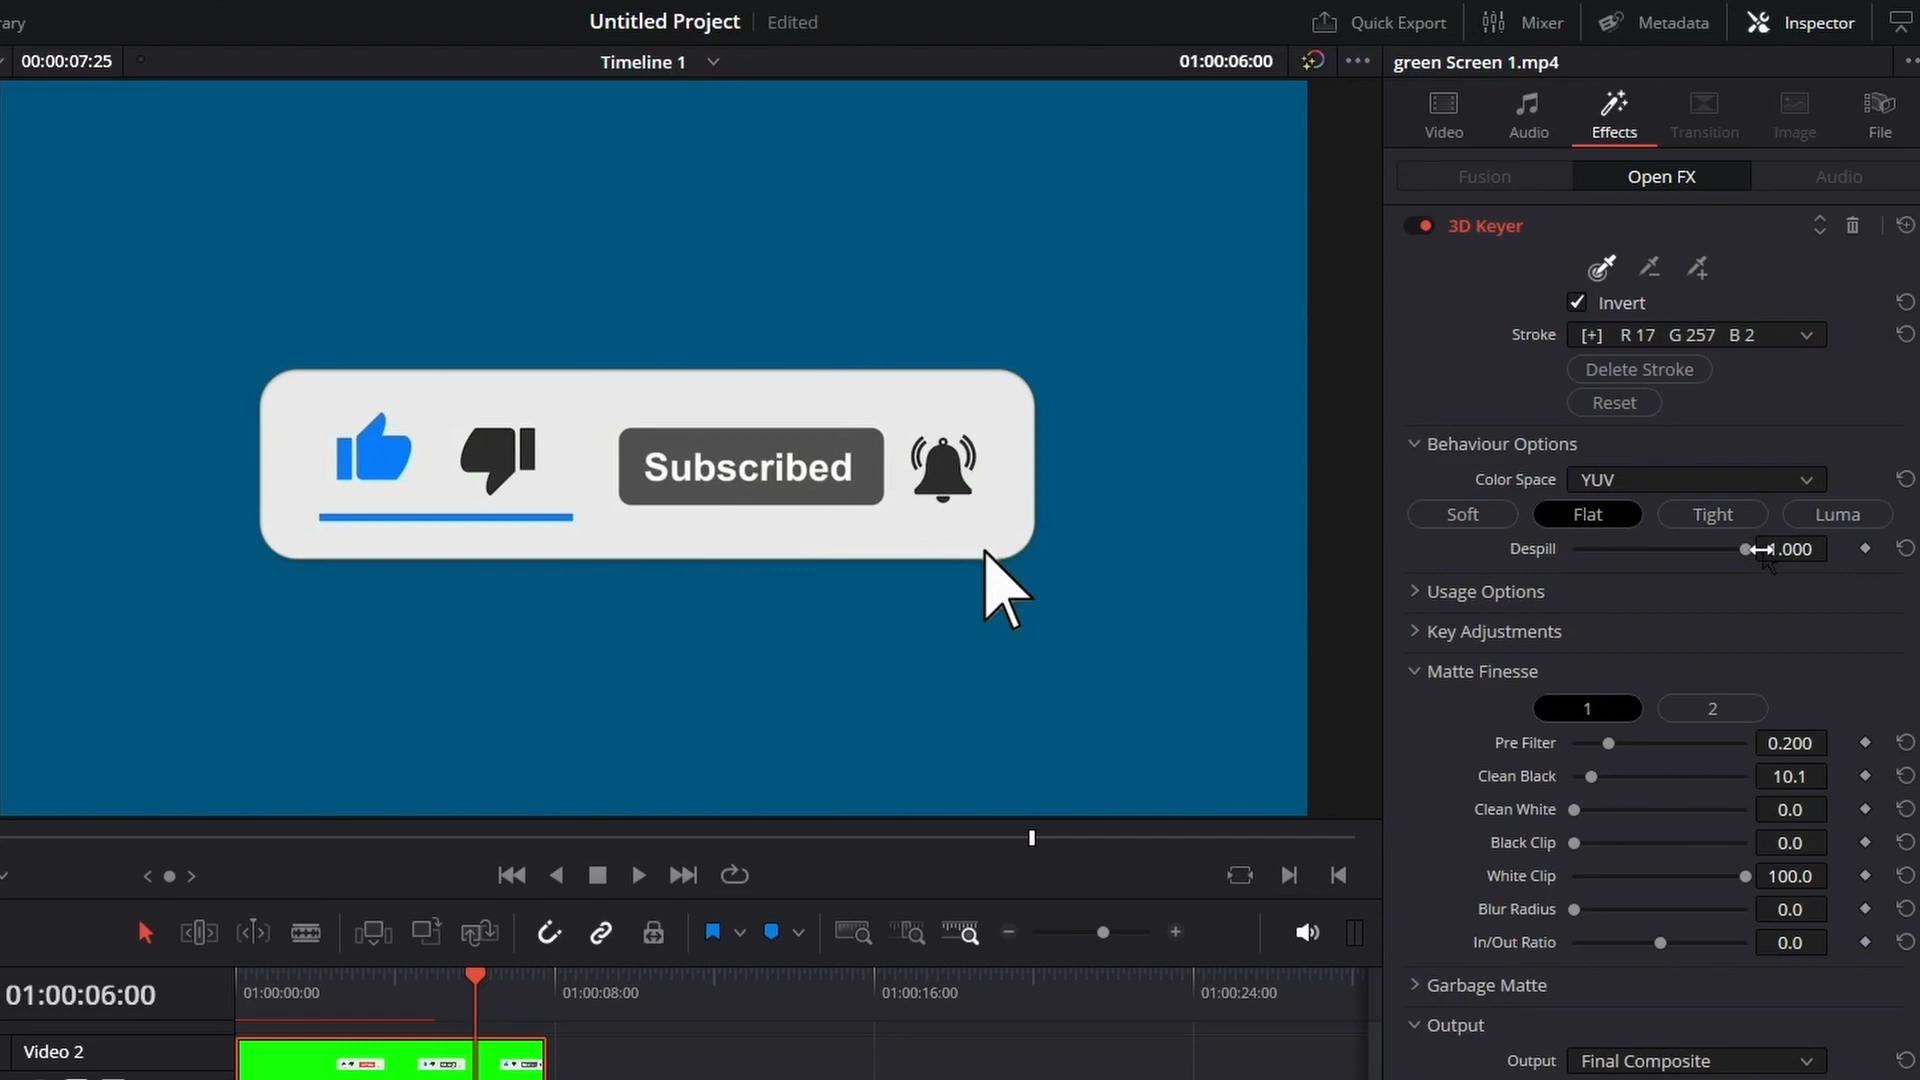 rary
Untitled Project Edited
Quick Export Mixer Metadata Inspector
00:00:07:25 Timeline 1 01:00:06:00
green Screen 1.mp4
Video Audio Effects Transition Image File
Fusion Open FX Audio
3D Keyer
Invert
Stroke [+] R 17 G 257 B 2
Delete Stroke
Reset
Behaviour Options
Color Space YUV
Soft Flat Tight Luma
Despill 1.000
Usage Options
Key Adjustments
Matte Finesse
1 2
Pre Filter 0.200
Clean Black 10.1
Clean White 0.0
Black Clip 0.0
White Clip 100.0
Blur Radius 0.0
In/Out Ratio 0.0
Garbage Matte
Output
Output Final Composite
Subscribed
01:00:06:00
01:00:00:00 01:00:08:00 01:00:16:00 01:00:24:00
Video 2